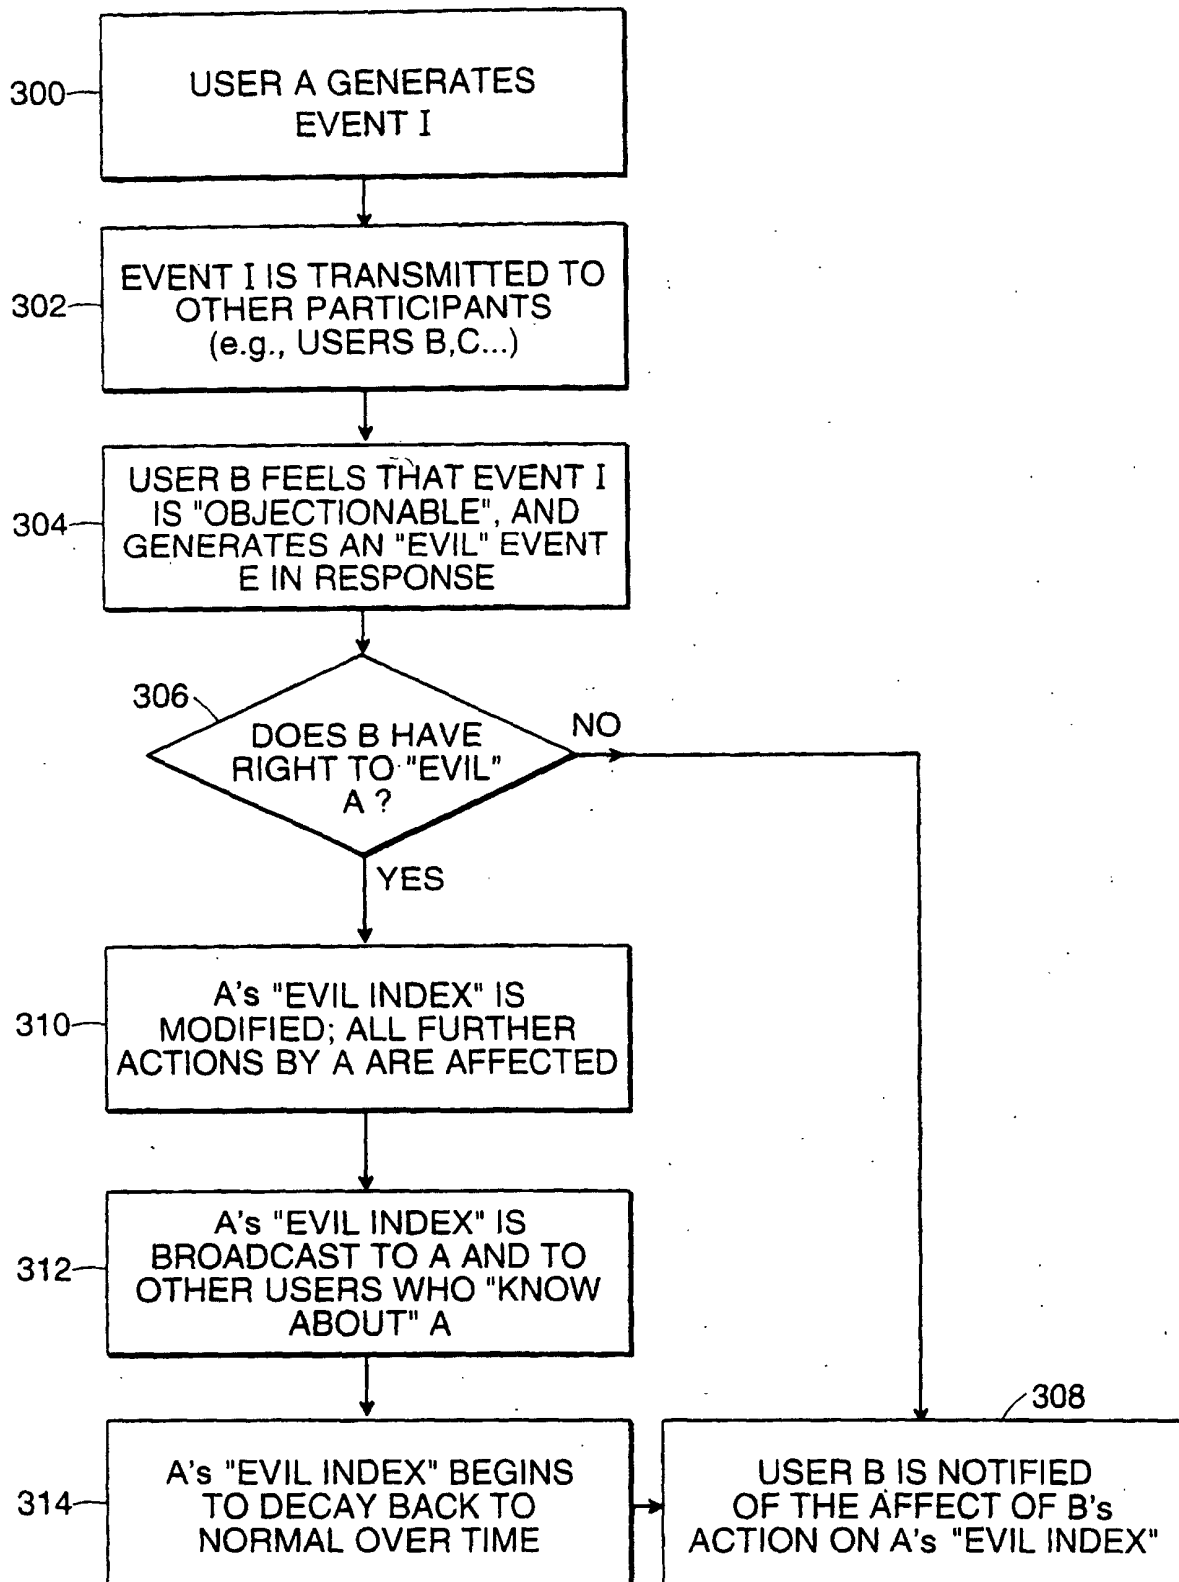 300
USER A GENERATES
EVENT I
302
EVENT I IS TRANSMITTED TO
OTHER PARTICIPANTS
(e.g., USERS B,C...)
304
USER B FEELS THAT EVENT I
IS "OBJECTIONABLE", AND
GENERATES AN "EVIL" EVENT
E IN RESPONSE
306
DOES B HAVE
RIGHT TO "EVIL"
A ?
NO
YES
310
A's "EVIL INDEX" IS
MODIFIED; ALL FURTHER
ACTIONS BY A ARE AFFECTED
312
A's "EVIL INDEX" IS
BROADCAST TO A AND TO
OTHER USERS WHO "KNOW
ABOUT" A
314
A's "EVIL INDEX" BEGINS
TO DECAY BACK TO
NORMAL OVER TIME
308
USER B IS NOTIFIED
OF THE AFFECT OF B's
ACTION ON A's "EVIL INDEX"